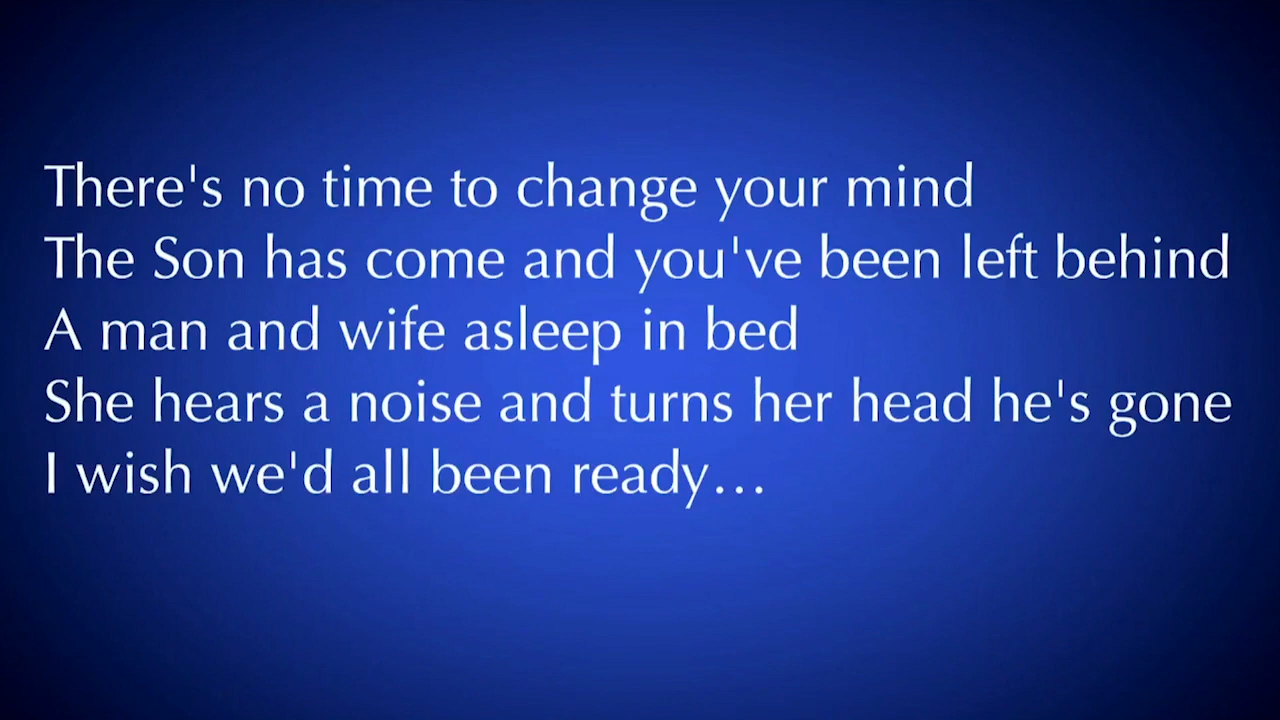 There's no time to change your mind
The Son has come and you've been left behind
A man and wife asleep in bed
She hears a noise and turns her head he's gone
I wish we'd all been ready…